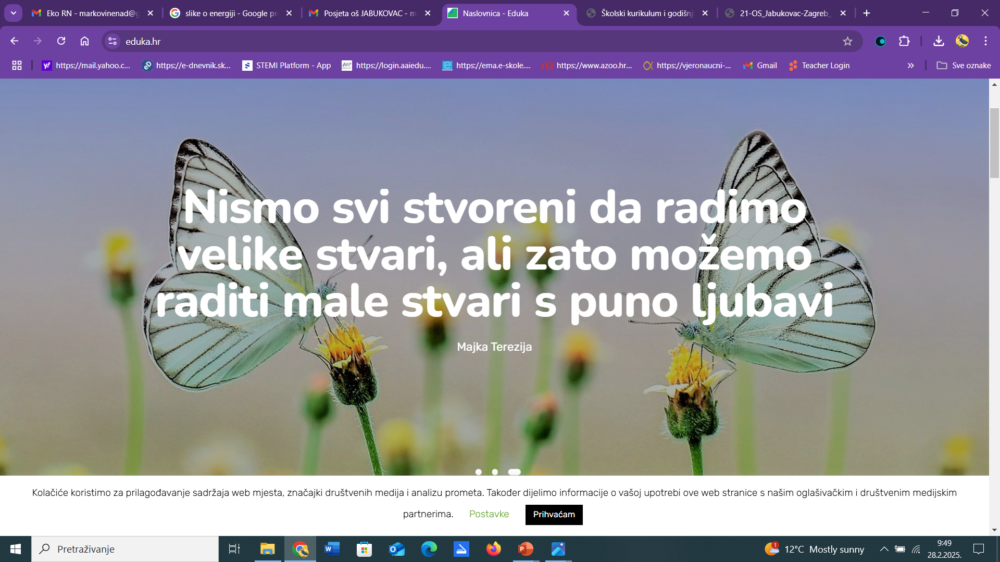 Eko RN - markovinenad@g
slike o energiji - Google pr
Posjeta oš JABUKOVAC - m
Naslovnica - Eduka
Školski kurikulum i godišnj
21-OS_Jabukovac-Zagreb_
eduka.hr
https://mail.yahoo.c...
https://e-dnevnik.sk...
STEMI Platform - App
https://login.aaiedu....
https://ema.e-skole....
https://www.azoo.hr...
https://vjeronaucni-...
Gmail
Teacher Login
Sve oznake
Nismo svi stvoreni da radimo
velike stvari, ali zato možemo
raditi male stvari s puno ljubavi
Majka Terezija
Kolačiće koristimo za prilagođavanje sadržaja web mjesta, značajki društvenih medija i analizu prometa. Također dijelimo informacije o vašoj upotrebi ove web stranice s našim oglašivačkim i društvenim medijskim
partnerima. Postavke Prihvaćam
Pretraživanje
1
12°C Mostly sunny
9:49
28.2.2025.